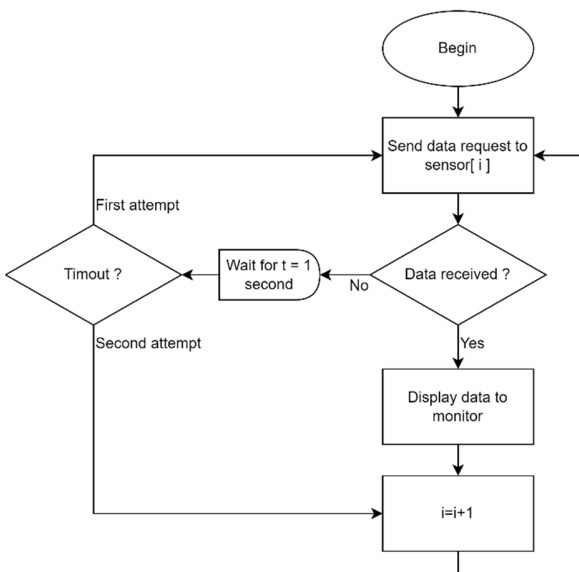 Begin
Send data request to
sensor[ i ]
First attempt
Timout ?
Wait for t = 1
second
Data received ?
No
Second attempt
Yes
Display data to
monitor
i=i+1